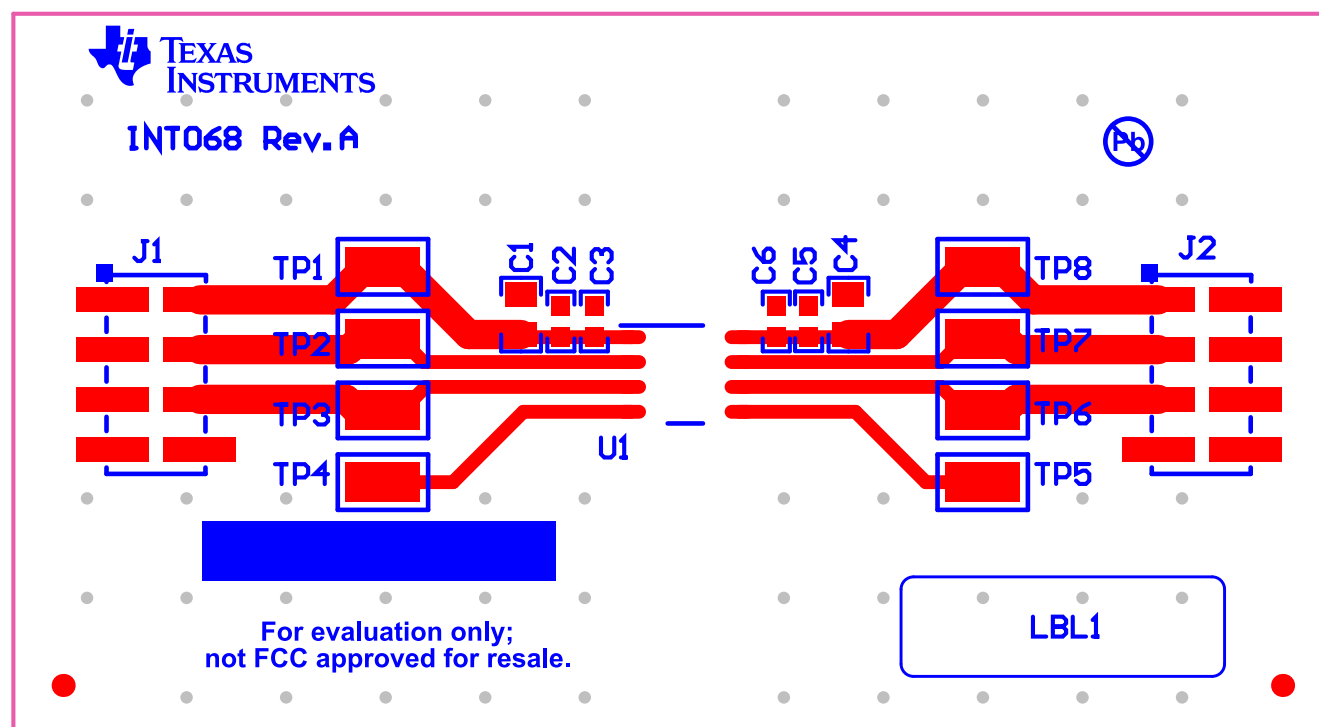 TEXAS
INSTRUMENTS
INT068 Rev.A
Pb
J1
TP1
C1
C2
C3
C6
C5
C4
TP8
J2
TP2
TP7
TP3
TP6
U1
TP4
TP5
For evaluation only;
not FCC approved for resale.
LBL1